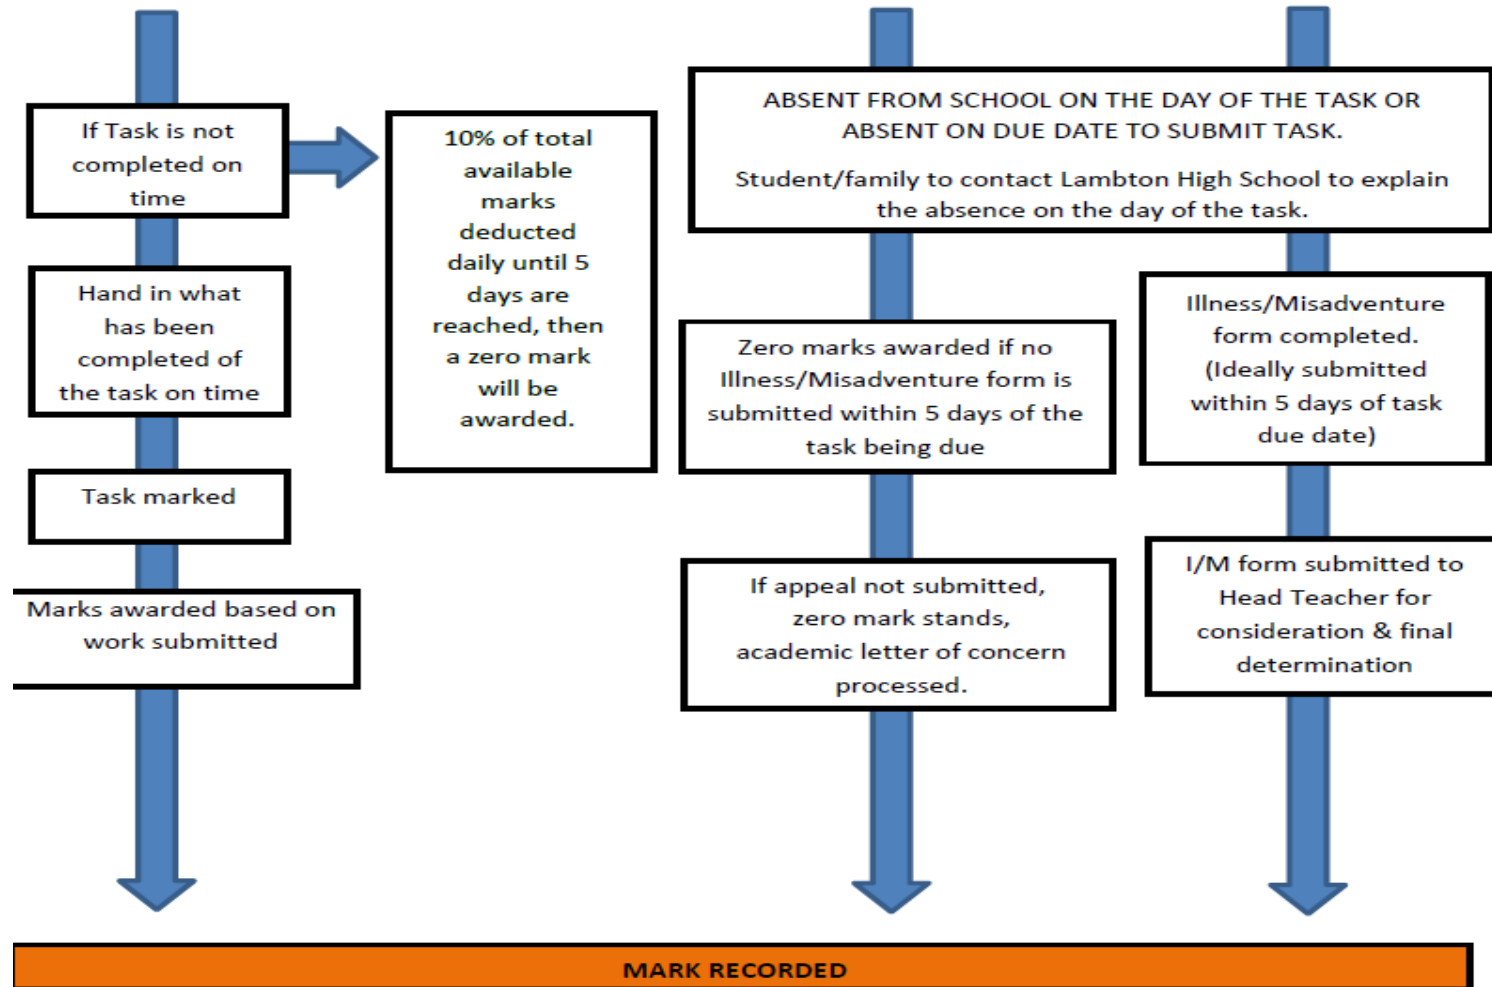 If Task is not
completed on
time
Hand in what
has been
completed of
the task on time
Task marked
Marks awarded based on
work submitted
10% of total
available
marks
deducted
daily until 5
days are
reached, then
a zero mark
will be
awarded.
ABSENT FROM SCHOOL ON THE DAY OF THE TASK OR
ABSENT ON DUE DATE TO SUBMIT TASK.
Student/family to contact Lambton High School to explain
the absence on the day of the task.
Zero marks awarded if no
Illness/Misadventure form is
submitted within 5 days of the
task being due
If appeal not submitted,
zero mark stands,
academic letter of concern
processed.
Illness/Misadventure
form completed.
(Ideally submitted
within 5 days of task
due date)
I/M form submitted to
Head Teacher for
consideration & final
determination
MARK RECORDED